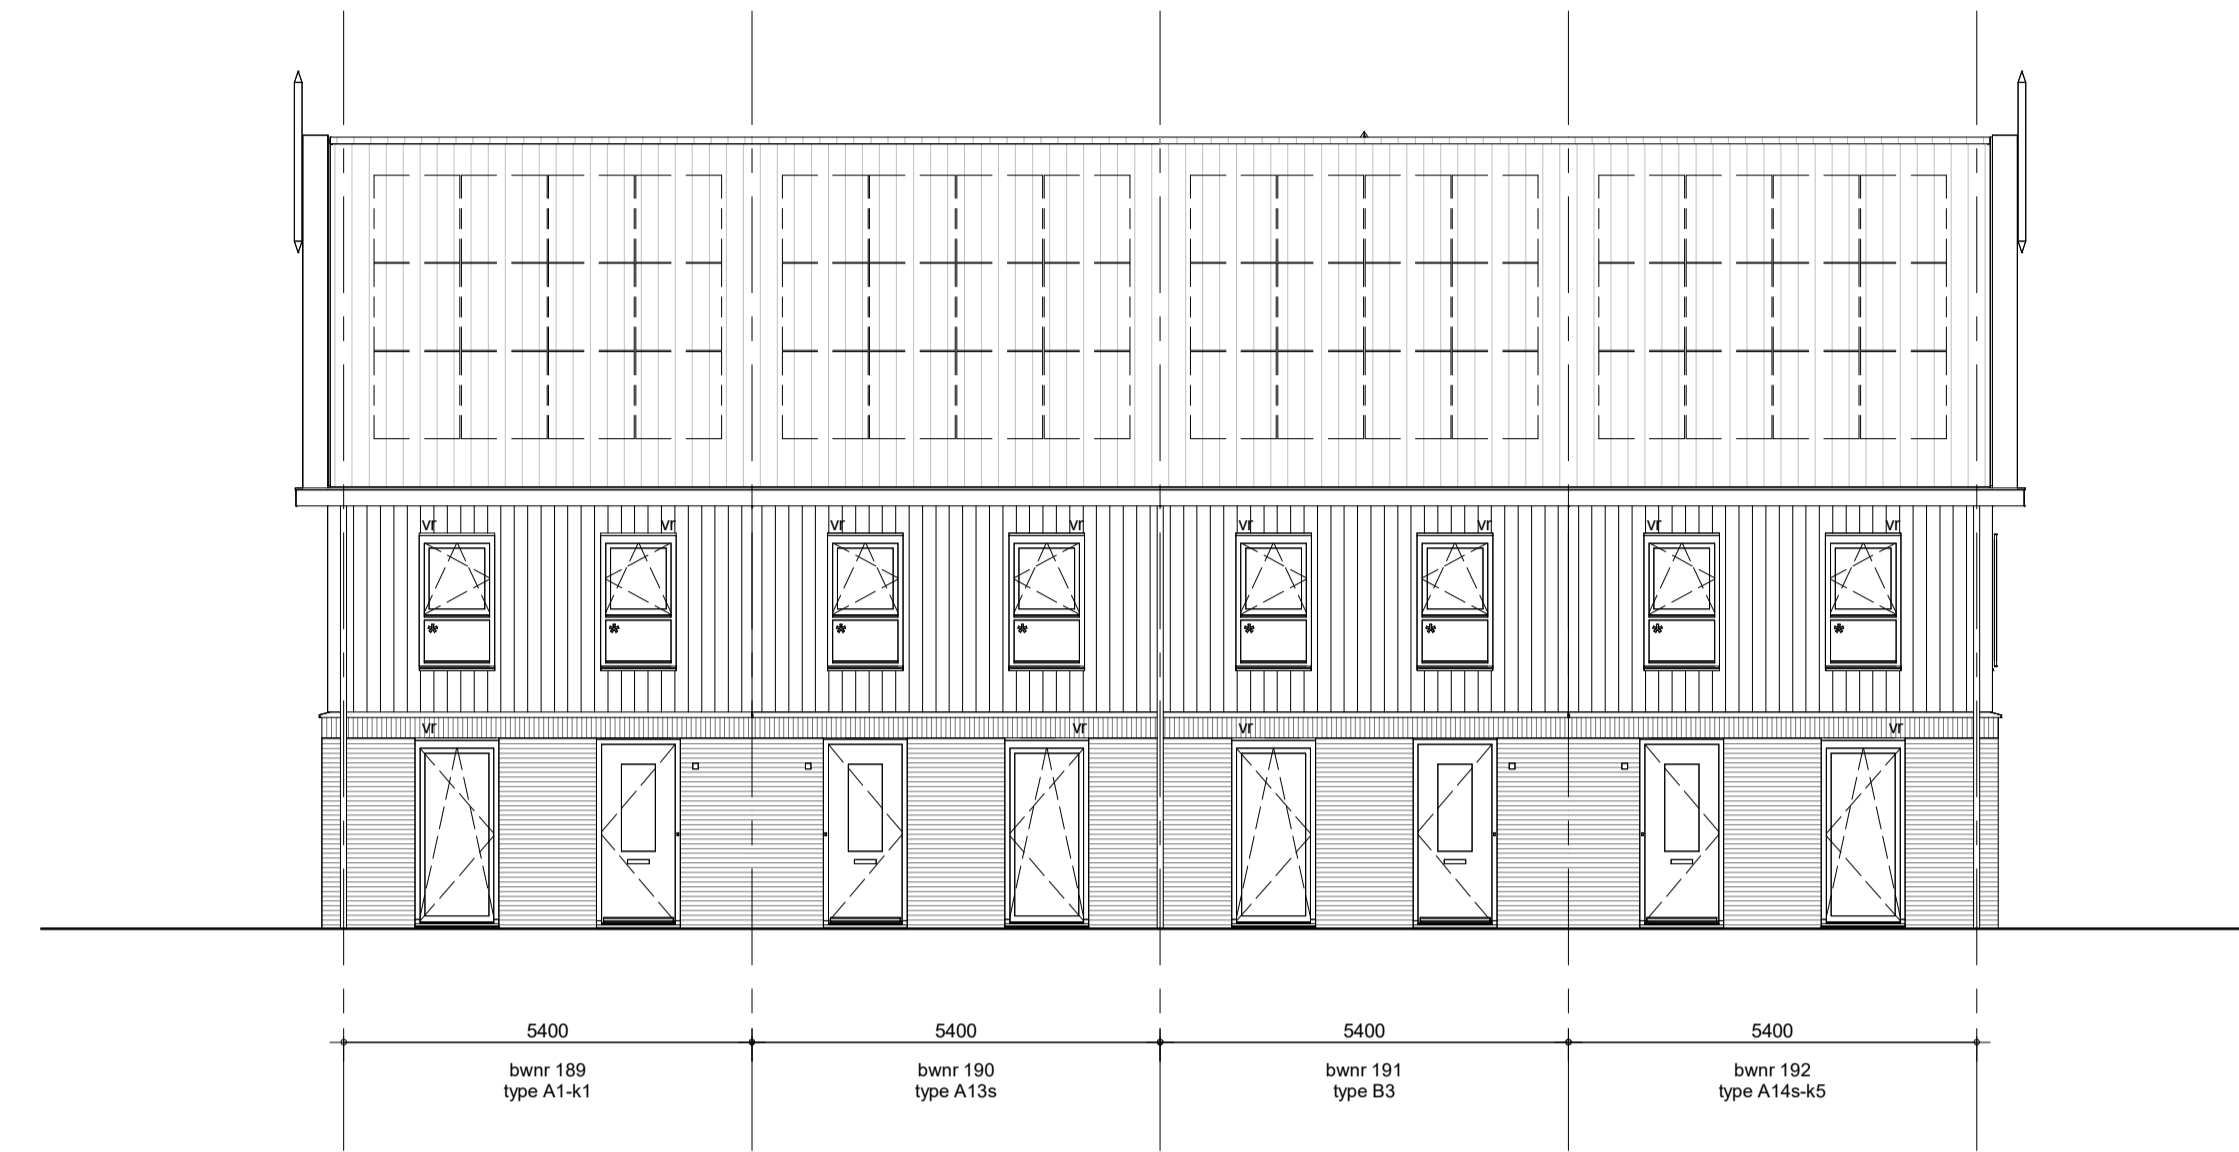 vr vr vr vr vr vr vr vr
* * * * * * * *
vr vr vr vr
5400 5400 5400 5400
bwnr 189 bwnr 190 bwnr 191 bwnr 192
type A1-k1 type A13s type B3 type A14s-k5